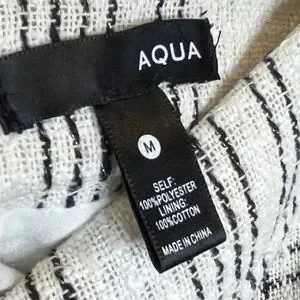 AQUA
M
SELF:
100%POLYESTER
LINING:
100%COTTON
MADE IN CHINA